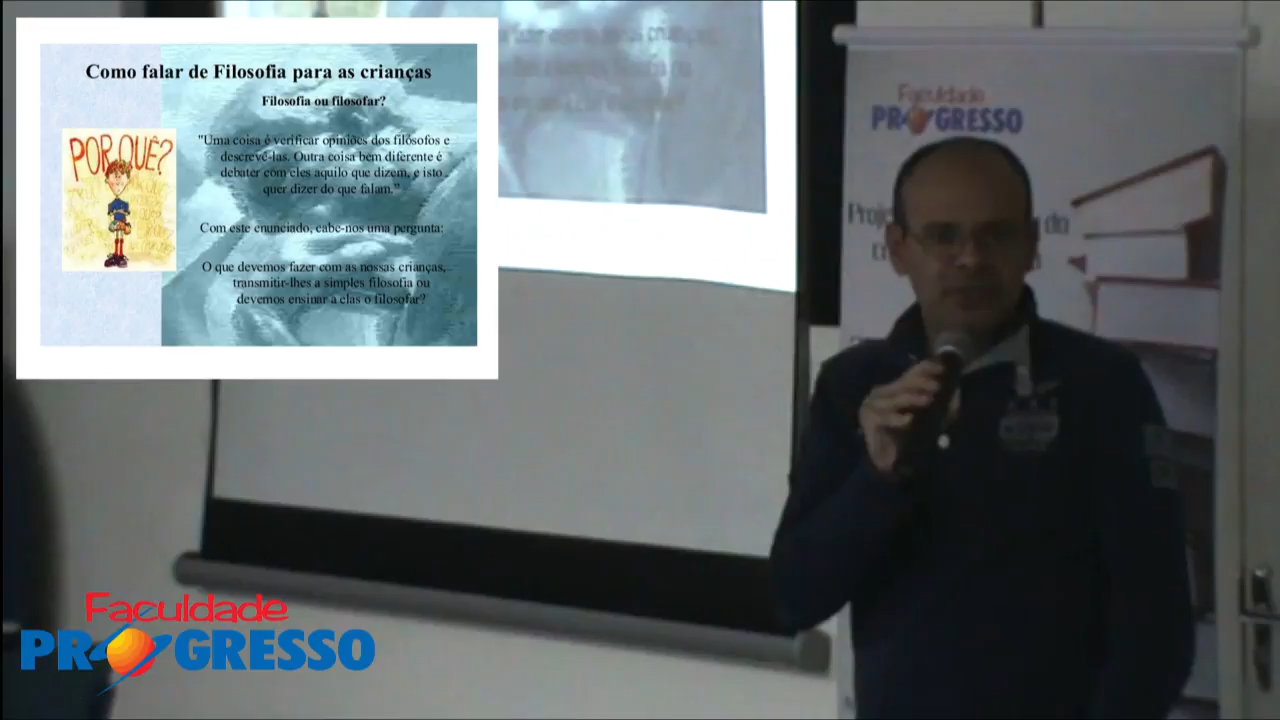 Como falar de Filosofia para as crianças
Filosofia ou filosofar?
POR QUÊ?
"Uma coisa é verificar opiniões dos filósofos e
descrevê-las. Outra coisa bem diferente é
debater com eles aquilo que dizem, e isto
quer dizer do que falam."
Com este enunciado, cabe-nos uma pergunta:
O que devemos fazer com as nossas crianças,
transmitir-lhes a simples filosofia ou
devemos ensinar a elas o filosofar?
Faculdade
PROGRESSO
Faculdade
PROGRESSO